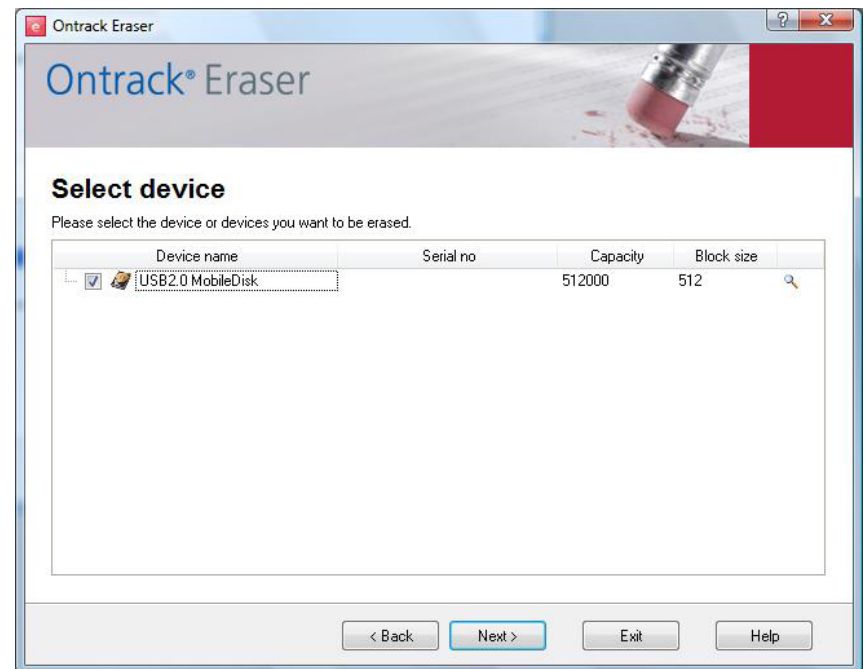 Ontrack Eraser
Ontrack® Eraser
Select device
Please select the device or devices you want to be erased.
Device name Serial no Capacity Block size
USB2.0 MobileDisk 512000 512
< Back Next > Exit Help